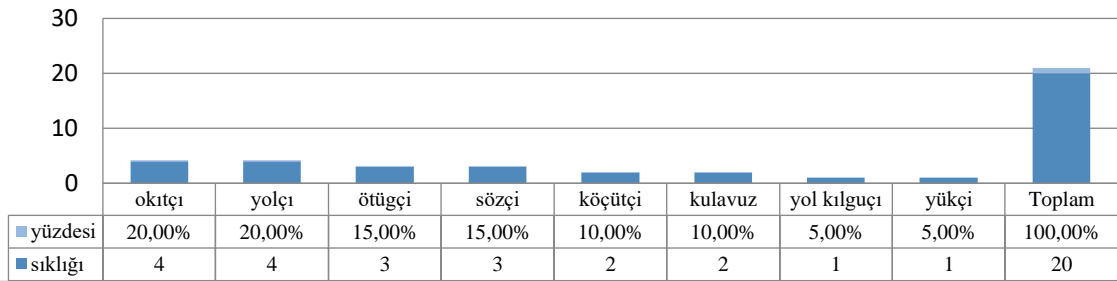 30
20
10
0
okıtçı yolçı ötügçi sözçi köçütçi kulavuz yol kılguçı yükçi Toplam
yüzdesi 20,00% 20,00% 15,00% 15,00% 10,00% 10,00% 5,00% 5,00% 100,00%
sıklığı 4 4 3 3 2 2 1 1 20